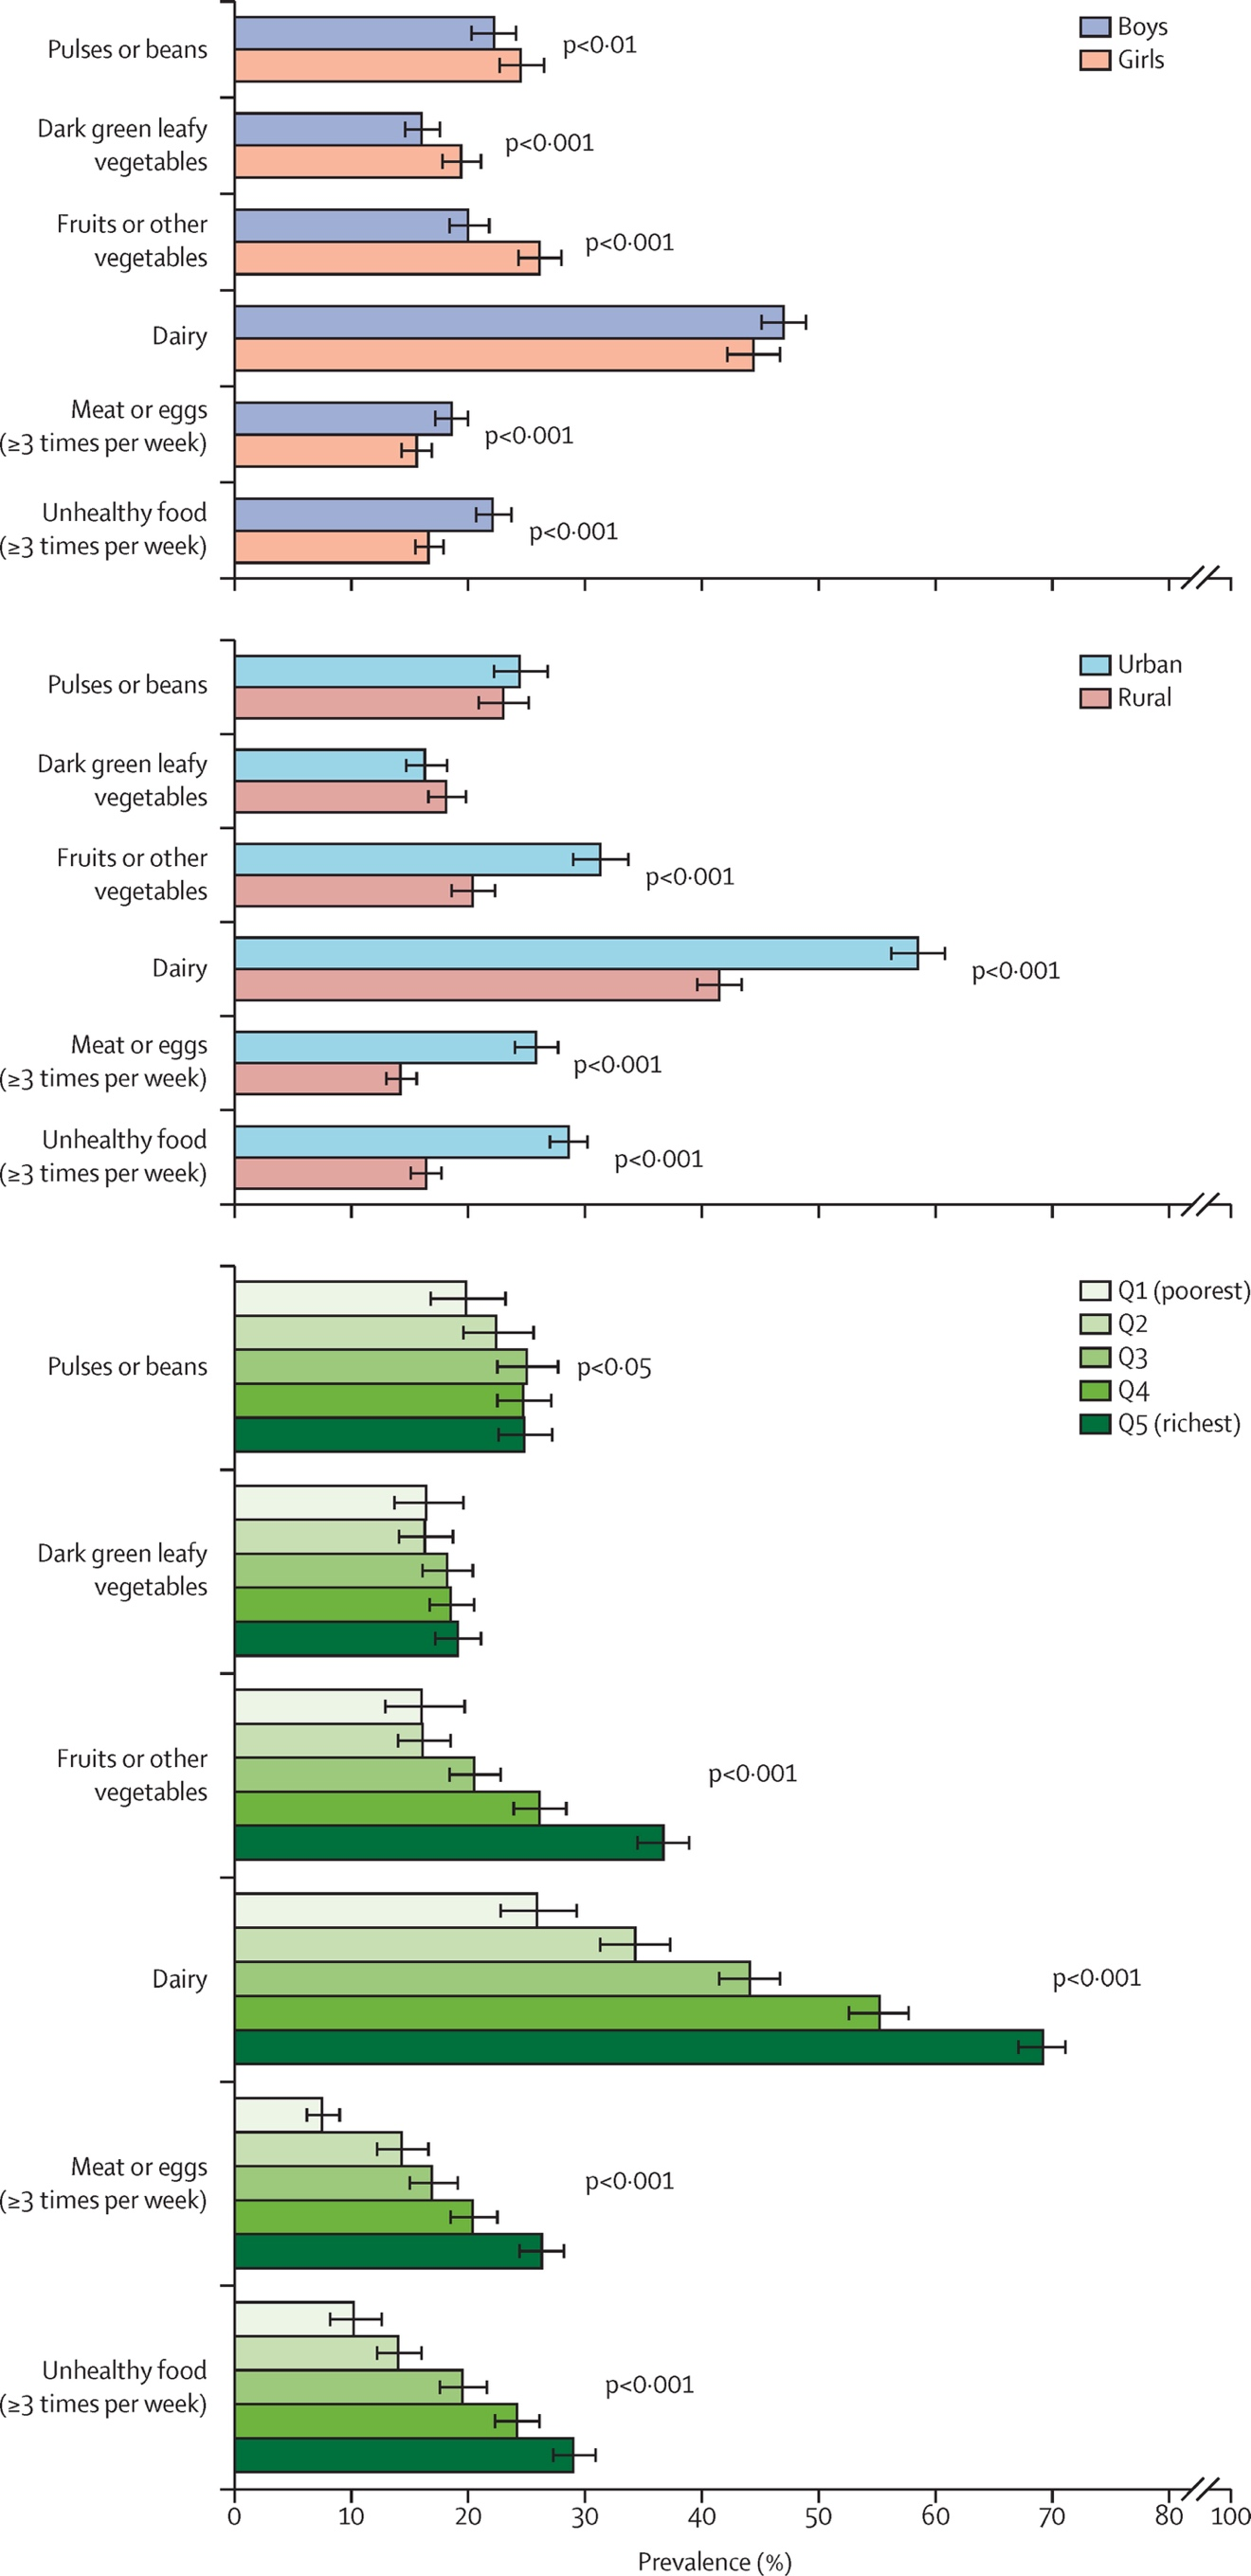 Pulses or beans
p<0·01
Boys
Girls
Dark green leafy
vegetables
p<0·001
Fruits or other
vegetables
p<0·001
Dairy
Meat or eggs
(≥3 times per week)
p<0·001
Unhealthy food
(≥3 times per week)
p<0·001
Pulses or beans
Urban
Rural
Dark green leafy
vegetables
Fruits or other
vegetables
p<0·001
Dairy
p<0·001
Meat or eggs
(≥3 times per week)
p<0·001
Unhealthy food
(≥3 times per week)
p<0·001
Pulses or beans
p<0·05
Q1 (poorest)
Q2
Q3
Q4
Q5 (richest)
Dark green leafy
vegetables
Fruits or other
vegetables
p<0·001
Dairy
p<0·001
Meat or eggs
(≥3 times per week)
p<0·001
Unhealthy food
(≥3 times per week)
p<0·001
0 10 20 30 40 50 60 70 80 100
Prevalence (%)